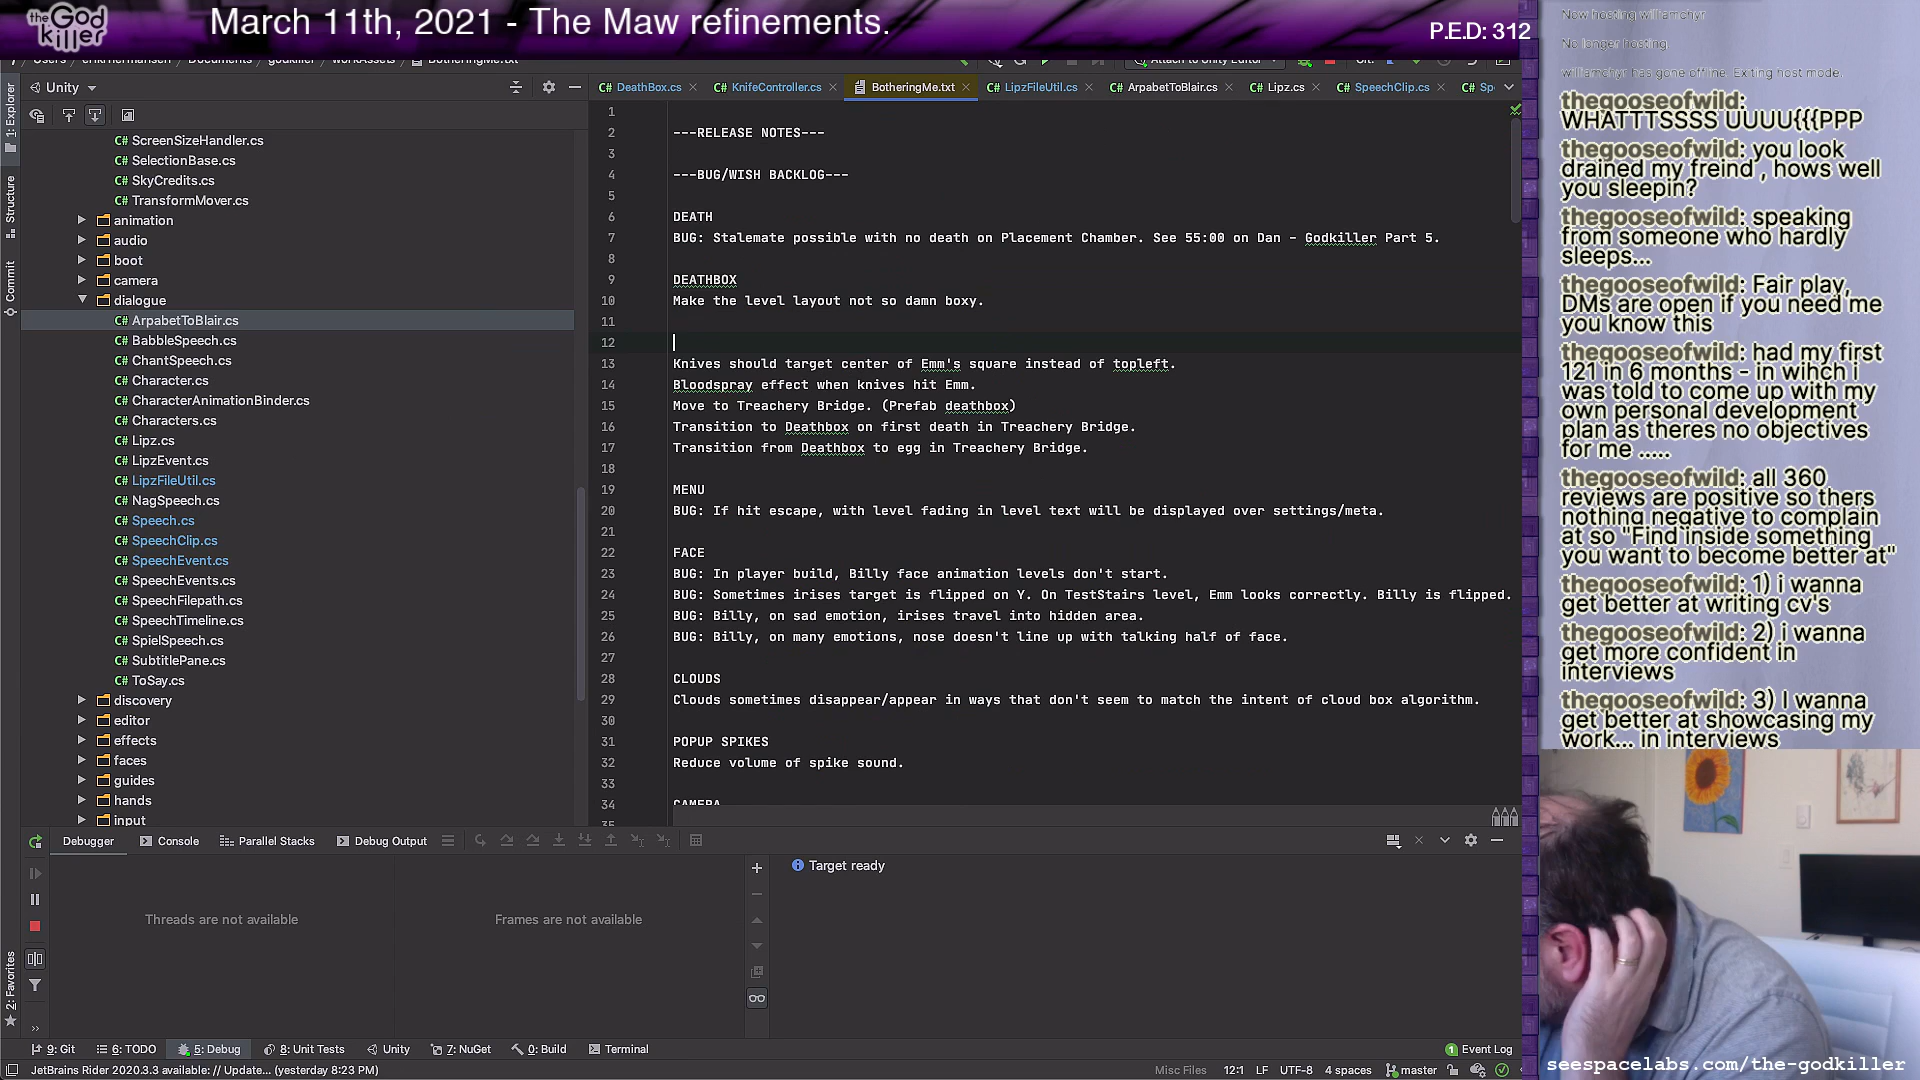 the God killer
March 11th, 2021 - The Maw refinements.
P.E.D: 312
Attach to Unity Editor
Git:
Unity
DeathBox.cs
KnifeController.cs
BotheringMe.txt
LipzFileUtil.cs
ArpabetToBlair.cs
Lipz.cs
SpeechClip.cs
Sp
1: Explorer
Structure
Commit
2: Favorites
ScreenSizeHandler.cs
SelectionBase.cs
SkyCredits.cs
TransformMover.cs
animation
audio
boot
camera
dialogue
ArpabetToBlair.cs
BabbleSpeech.cs
ChantSpeech.cs
Character.cs
CharacterAnimationBinder.cs
Characters.cs
Lipz.cs
LipzEvent.cs
LipzFileUtil.cs
NagSpeech.cs
Speech.cs
SpeechClip.cs
SpeechEvent.cs
SpeechEvents.cs
SpeechFilepath.cs
SpeechTimeline.cs
SpielSpeech.cs
SubtitlePane.cs
ToSay.cs
discovery
editor
effects
faces
guides
hands
input
1
2 ---RELEASE NOTES---
3
4 ---BUG/WISH BACKLOG---
5
6 DEATH
7 BUG: Stalemate possible with no death on Placement Chamber. See 55:00 on Dan - Godkiller Part 5.
8
9 DEATHBOX
10 Make the level layout not so damn boxy.
11
12
13 Knives should target center of Emm's square instead of topleft.
14 Bloodspray effect when knives hit Emm.
15 Move to Treachery Bridge. (Prefab deathbox)
16 Transition to Deathbox on first death in Treachery Bridge.
17 Transition from Deathbox to egg in Treachery Bridge.
18
19 MENU
20 BUG: If hit escape, with level fading in level text will be displayed over settings/meta.
21
22 FACE
23 BUG: In player build, Billy face animation levels don't start.
24 BUG: Sometimes irises target is flipped on Y. On TestStairs level, Emm looks correctly. Billy is flipped.
25 BUG: Billy, on sad emotion, irises travel into hidden area.
26 BUG: Billy, on many emotions, nose doesn't line up with talking half of face.
27
28 CLOUDS
29 Clouds sometimes disappear/appear in ways that don't seem to match the intent of cloud box algorithm.
30
31 POPUP SPIKES
32 Reduce volume of spike sound.
33
34 CAMERA
35
Debugger
Console
Parallel Stacks
Debug Output
Threads are not available
Frames are not available
Target ready
9: Git
6: TODO
5: Debug
8: Unit Tests
Unity
7: NuGet
0: Build
Terminal
1 Event Log
JetBrains Rider 2020.3.3 available: // Update... (yesterday 8:23 PM)
Misc Files
12:1
LF
UTF-8
4 spaces
master
Now hosting williamchyr
No longer hosting.
williamchyr has gone offline. Exiting host mode.
thegooseofwild:
WHATTTSSSS UUUU{{{PPP
thegooseofwild: you look
drained my freind , hows well
you sleepin?
thegooseofwild: speaking
from someone who hardly
sleeps...
thegooseofwild: Fair play,
DMs are open if you need me
you know this
thegooseofwild: had my first
121 in 6 months - in wihch i
was told to come up with my
own personal development
plan as theres no objectives
for me .....
thegooseofwild: all 360
reviews are positive so thers
nothing negative to complain
at so "Find inside something
you want to become better at"
thegooseofwild: 1) i wanna
get better at writing cv's
thegooseofwild: 2) i wanna
get more confident in
interviews
thegooseofwild: 3) I wanna
get better at showcasing my
work... in interviews
seespacelabs.com/the-godkiller